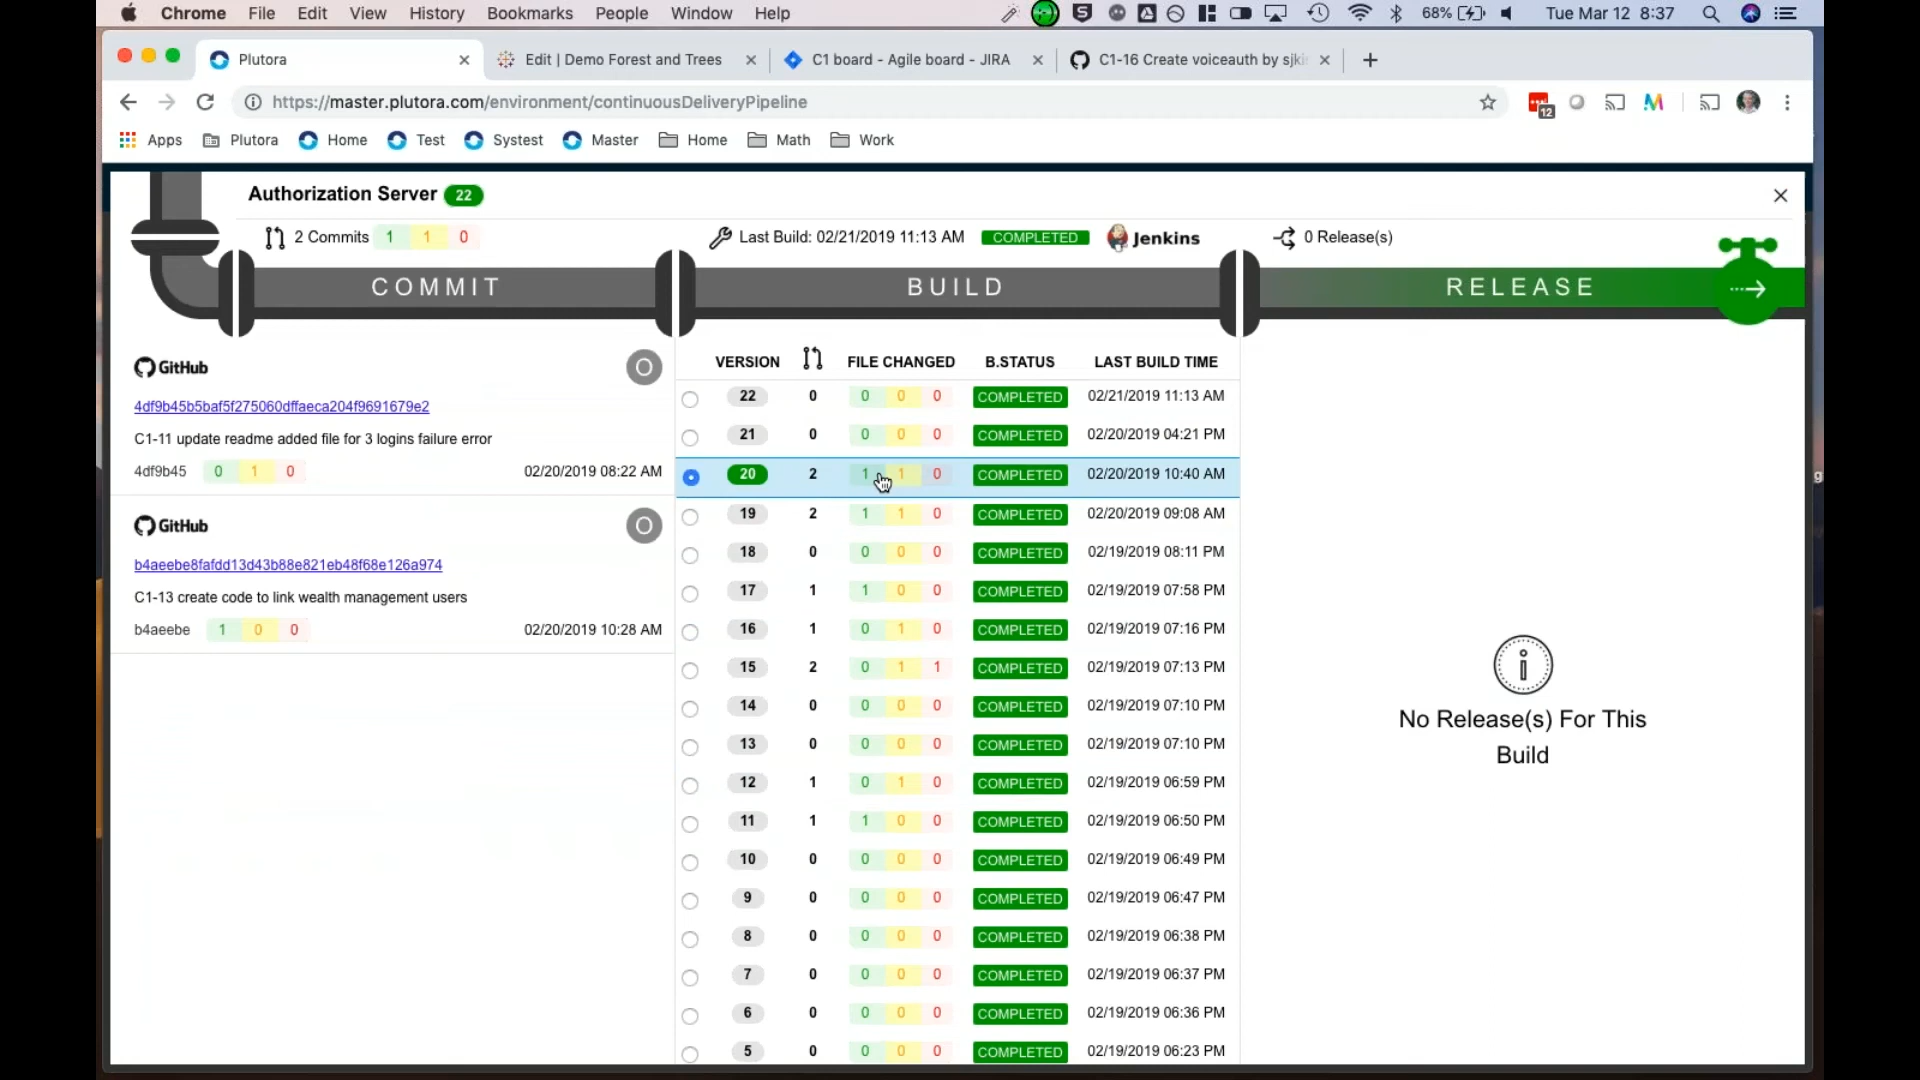 Chrome File Edit View History Bookmarks People Window Help 68% Tue Mar 12 8:37
Plutora Edit | Demo Forest and Trees C1 board - Agile board - JIRA C1-16 Create voiceauth by sjki
https://master.plutora.com/environment/continuousDeliveryPipeline 12
Apps Plutora Home Test Systest Master Home Math Work
Authorization Server 22
2 Commits 1 1 0 Last Build: 02/21/2019 11:13 AM COMPLETED Jenkins 0 Release(s)
COMMIT BUILD RELEASE
GitHub O
4df9b45b5baf5f275060dffaeca204f9691679e2
C1-11 update readme added file for 3 logins failure error
4df9b45 0 1 0 02/20/2019 08:22 AM
GitHub O
b4aeebe8fafdd13d43b88e821eb48f68e126a974
C1-13 create code to link wealth management users
b4aeebe 1 0 0 02/20/2019 10:28 AM
VERSION FILE CHANGED B.STATUS LAST BUILD TIME
22 0 0 0 0 COMPLETED 02/21/2019 11:13 AM
21 0 0 0 0 COMPLETED 02/20/2019 04:21 PM
20 2 1 1 0 COMPLETED 02/20/2019 10:40 AM
19 2 1 1 0 COMPLETED 02/20/2019 09:08 AM
18 0 0 0 0 COMPLETED 02/19/2019 08:11 PM
17 1 1 0 0 COMPLETED 02/19/2019 07:58 PM
16 1 0 1 0 COMPLETED 02/19/2019 07:16 PM
15 2 0 1 1 COMPLETED 02/19/2019 07:13 PM
14 0 0 0 0 COMPLETED 02/19/2019 07:10 PM
13 0 0 0 0 COMPLETED 02/19/2019 07:10 PM
12 1 0 1 0 COMPLETED 02/19/2019 06:59 PM
11 1 1 0 0 COMPLETED 02/19/2019 06:50 PM
10 0 0 0 0 COMPLETED 02/19/2019 06:49 PM
9 0 0 0 0 COMPLETED 02/19/2019 06:47 PM
8 0 0 0 0 COMPLETED 02/19/2019 06:38 PM
7 0 0 0 0 COMPLETED 02/19/2019 06:37 PM
6 0 0 0 0 COMPLETED 02/19/2019 06:36 PM
5 0 0 0 0 COMPLETED 02/19/2019 06:23 PM
No Release(s) For This
Build